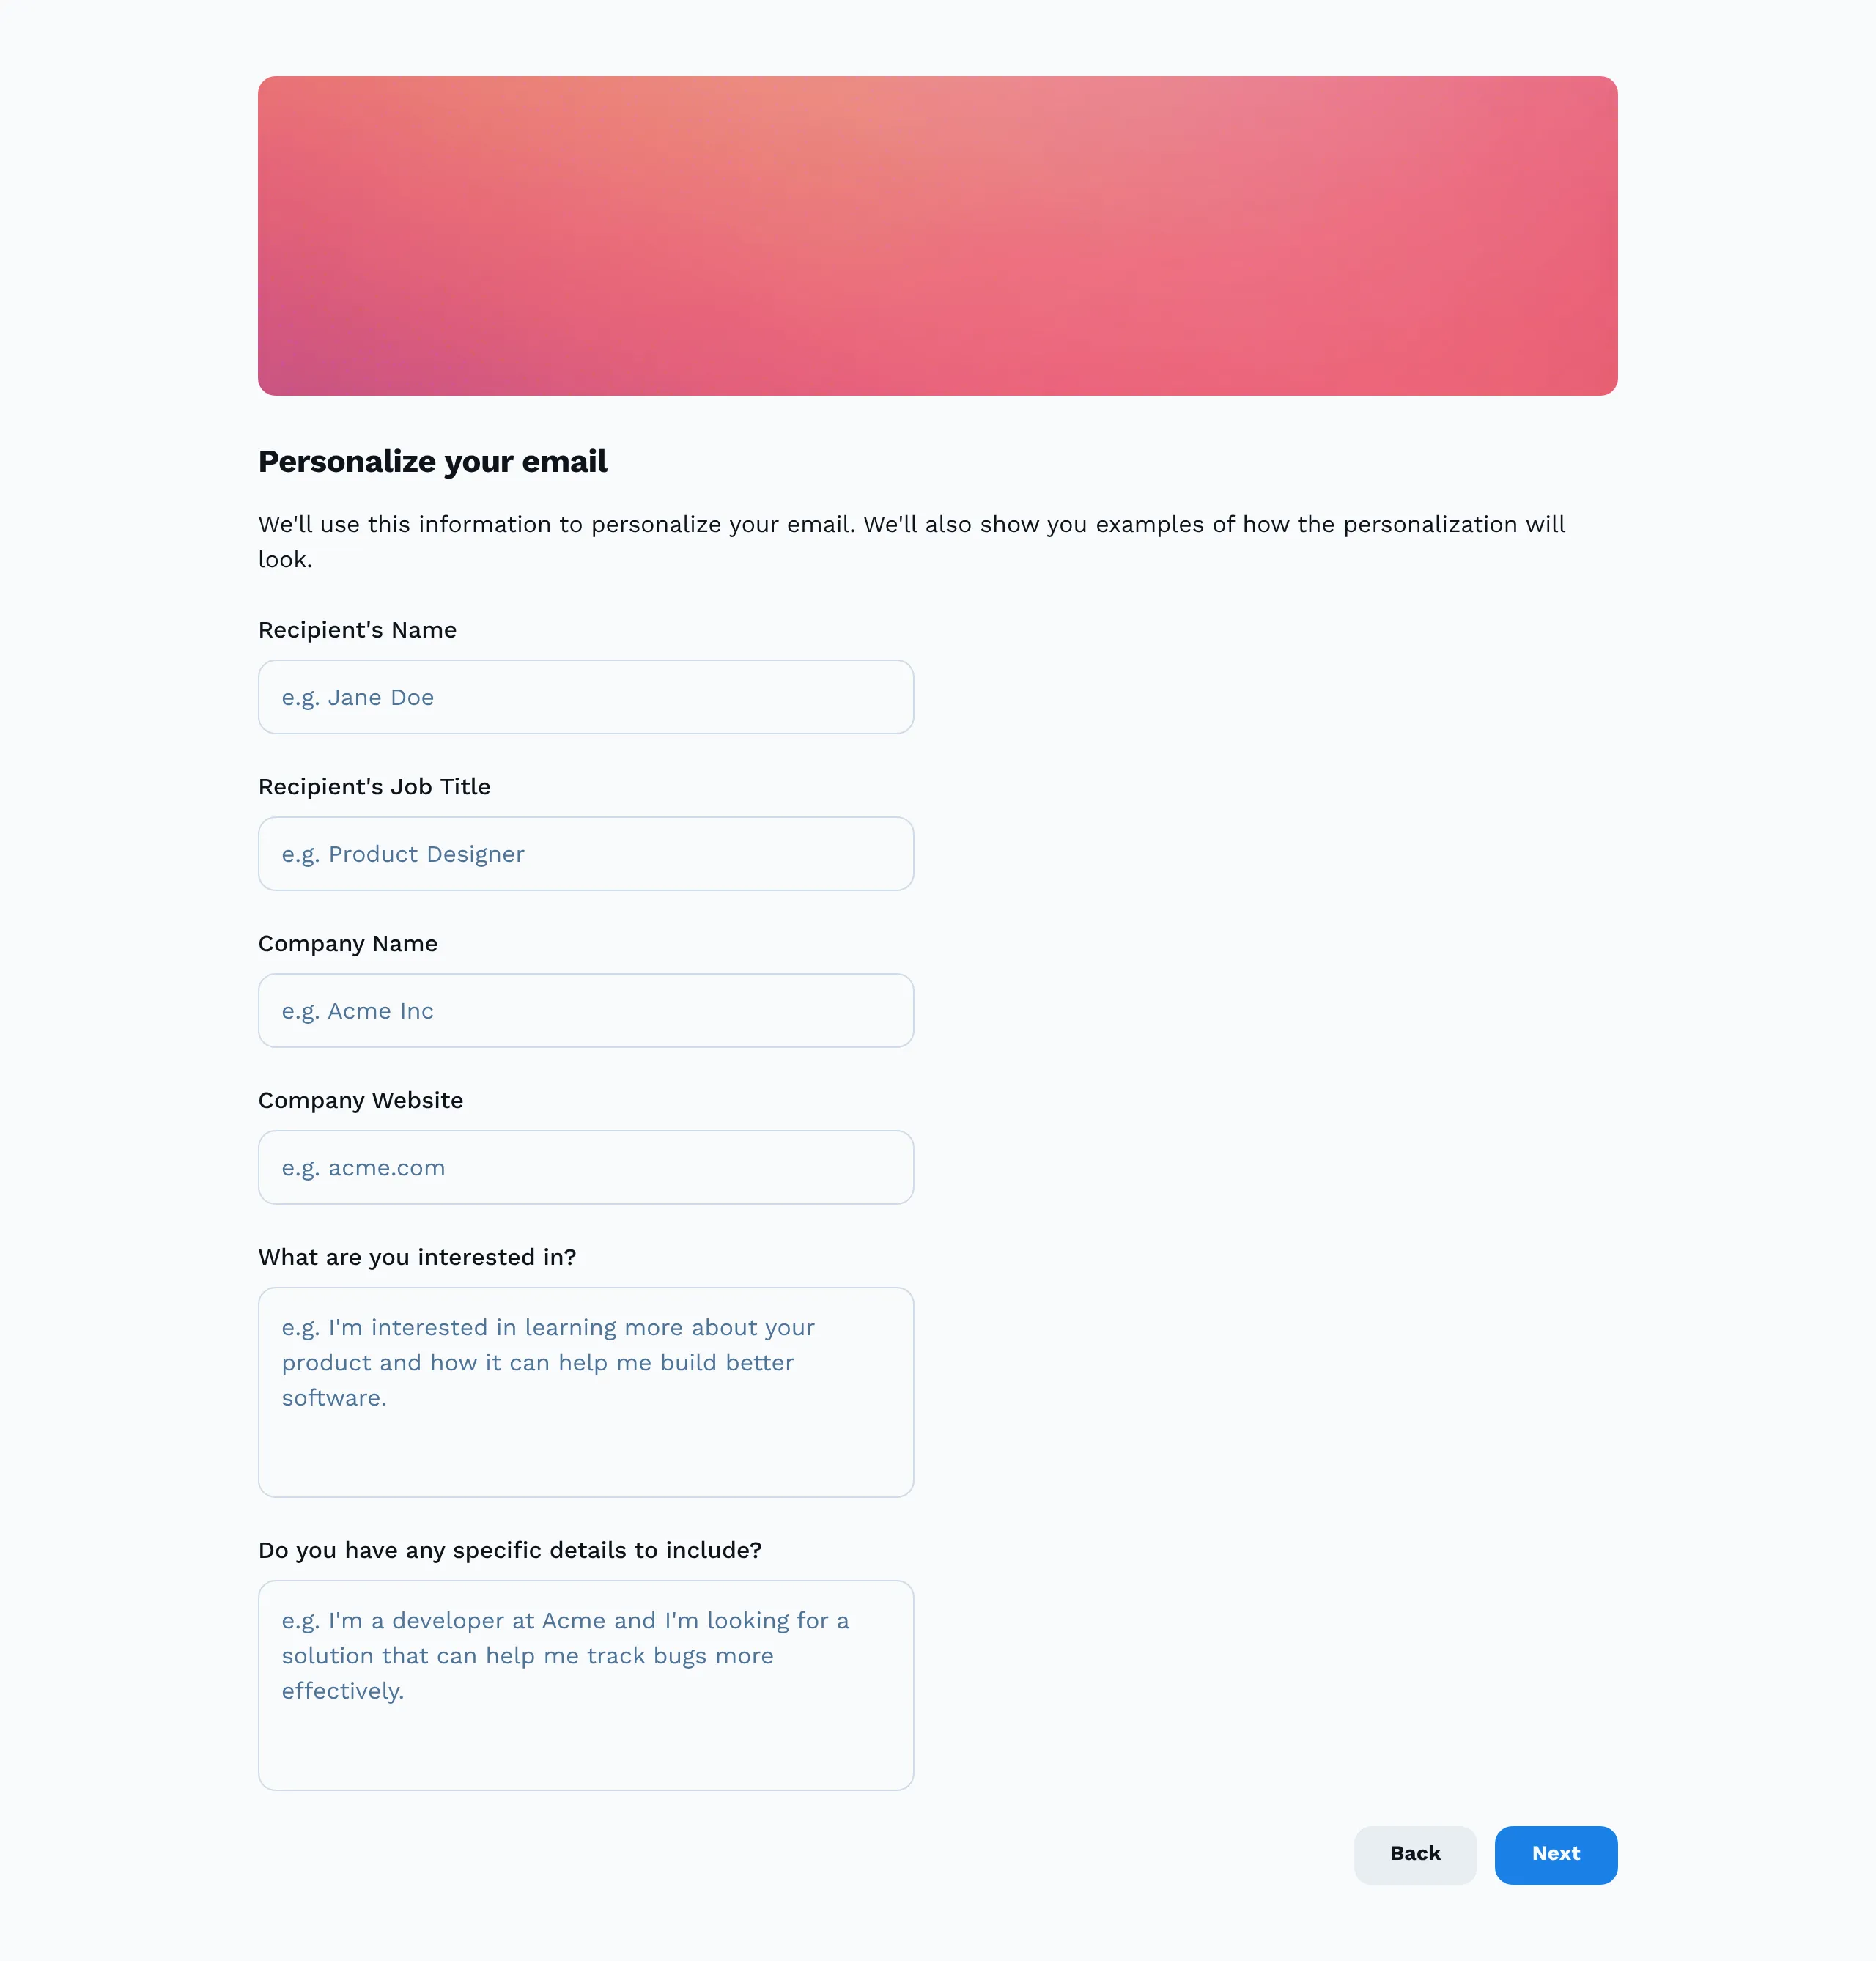 Personalize your email
We'll use this information to personalize your email. We'll also show you examples of how the personalization will
look.
Recipient's Name
e.g. Jane Doe
Recipient's Job Title
e.g. Product Designer
Company Name
e.g. Acme Inc
Company Website
e.g. acme.com
What are you interested in?
e.g. I'm interested in learning more about your
product and how it can help me build better
software.
Do you have any specific details to include?
e.g. I'm a developer at Acme and I'm looking for a
solution that can help me track bugs more
effectively.
Back Next